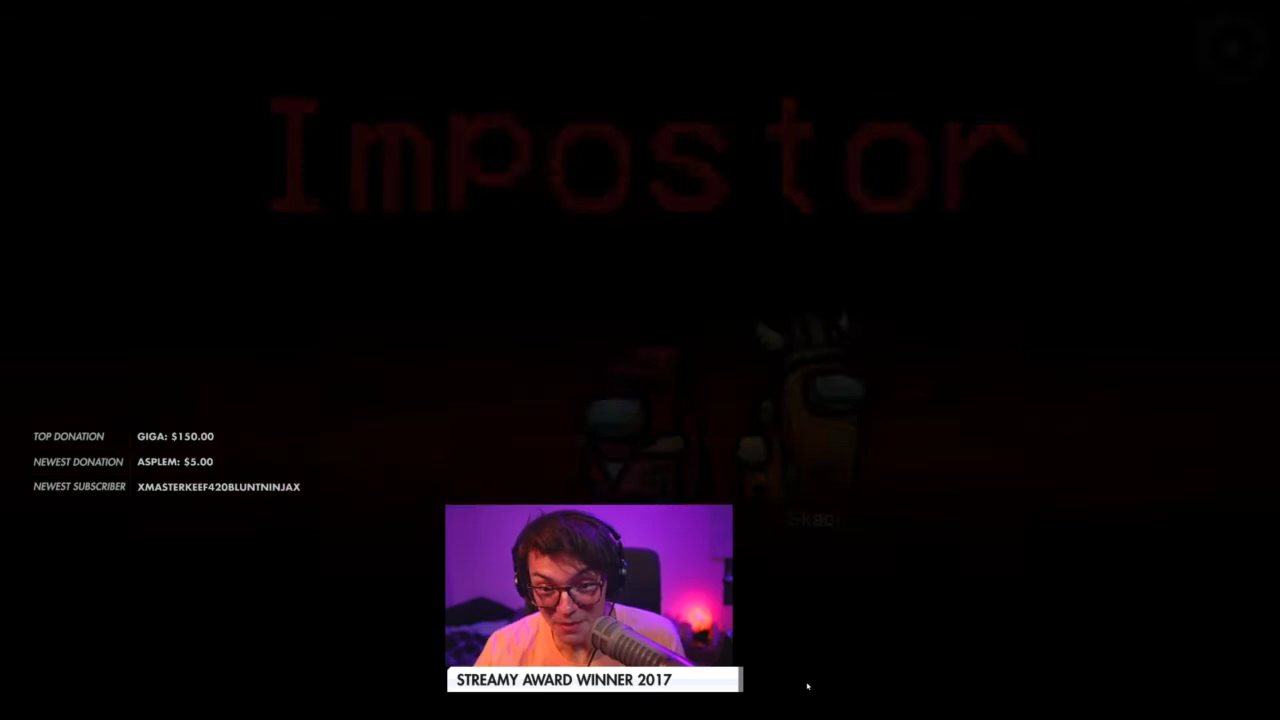 Impostor
TOP DONATION GIGA: $150.00
NEWEST DONATION ASPLEM: $5.00
NEWEST SUBSCRIBER XMASTERKEEF420BLUNTNINJAX
STREAMY AWARD WINNER 2017